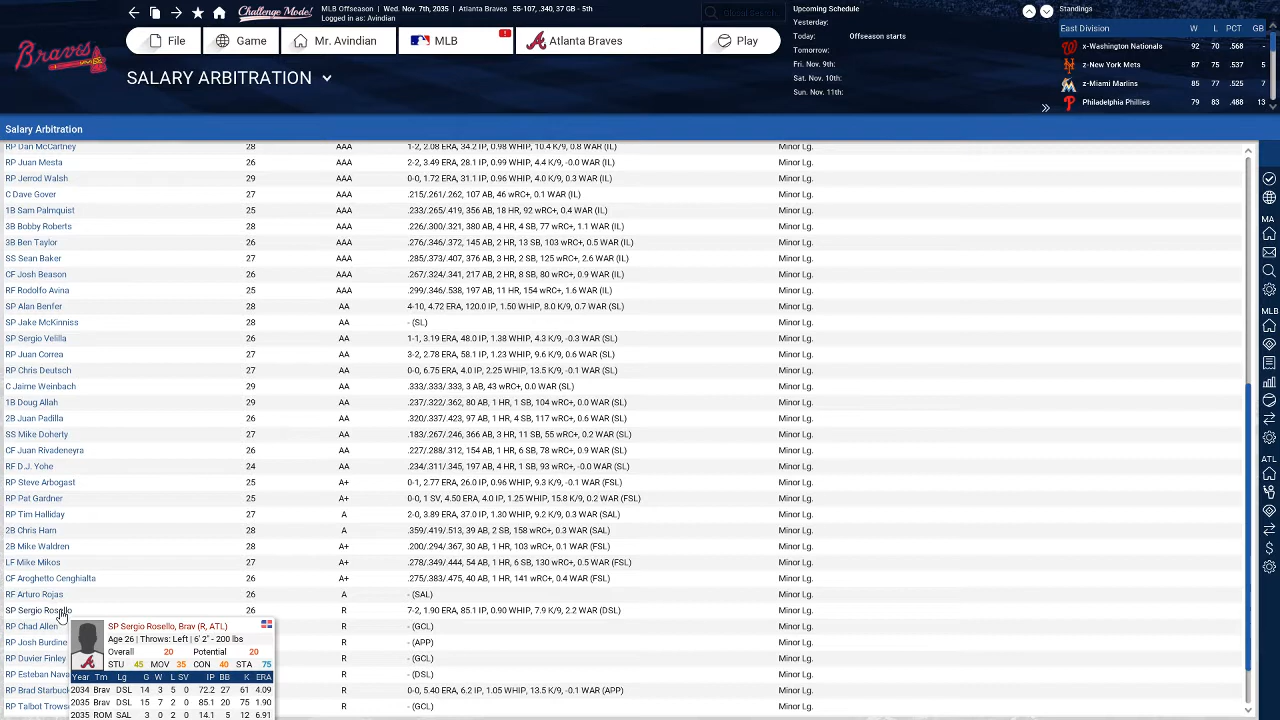 Challenge Mode!
MLB Offseason | Wed. Nov. 7th, 2035 | Atlanta Braves 55-107, .340, 37 GB - 5th
Logged in as: Avindian
Global Search...
Braves
File
Game
Mr. Avindian
MLB
Atlanta Braves
Play
SALARY ARBITRATION
Upcoming Schedule
Yesterday:
Today: Offseason starts
Tomorrow:
Fri. Nov. 9th:
Sat. Nov. 10th:
Sun. Nov. 11th:
Standings
East Division W L PCT GB
x-Washington Nationals 92 70 .568 -
z-New York Mets 87 75 .537 5
z-Miami Marlins 85 77 .525 7
Philadelphia Phillies 79 83 .488 13
Salary Arbitration
RP Dan McCartney 28 AAA 1-2, 2.08 ERA, 34.2 IP, 0.98 WHIP, 10.4 K/9, 0.8 WAR (IL) Minor Lg.
RP Juan Mesta 26 AAA 2-2, 3.49 ERA, 28.1 IP, 0.99 WHIP, 4.4 K/9, -0.0 WAR (IL) Minor Lg.
RP Jerrod Walsh 29 AAA 0-0, 1.72 ERA, 31.1 IP, 0.96 WHIP, 4.0 K/9, 0.3 WAR (IL) Minor Lg.
C Dave Gover 27 AAA .215/.261/.262, 107 AB, 46 wRC+, 0.1 WAR (IL) Minor Lg.
1B Sam Palmquist 25 AAA .233/.265/.419, 356 AB, 18 HR, 92 wRC+, 0.4 WAR (IL) Minor Lg.
3B Bobby Roberts 28 AAA .226/.300/.321, 380 AB, 4 HR, 4 SB, 77 wRC+, 1.1 WAR (IL) Minor Lg.
3B Ben Taylor 26 AAA .276/.346/.372, 145 AB, 2 HR, 13 SB, 103 wRC+, 0.5 WAR (IL) Minor Lg.
SS Sean Baker 27 AAA .285/.373/.407, 376 AB, 3 HR, 2 SB, 125 wRC+, 2.6 WAR (IL) Minor Lg.
CF Josh Beason 26 AAA .267/.324/.341, 217 AB, 2 HR, 8 SB, 80 wRC+, 0.9 WAR (IL) Minor Lg.
RF Rodolfo Avina 25 AAA .299/.346/.538, 197 AB, 11 HR, 154 wRC+, 1.6 WAR (IL) Minor Lg.
SP Alan Benfer 28 AA 4-10, 4.72 ERA, 120.0 IP, 1.50 WHIP, 8.0 K/9, 0.7 WAR (SL) Minor Lg.
SP Jake McKinniss 28 AA - (SL) Minor Lg.
SP Sergio Velilla 26 AA 1-1, 3.19 ERA, 48.0 IP, 1.38 WHIP, 4.3 K/9, -0.3 WAR (SL) Minor Lg.
RP Juan Correa 27 AA 3-2, 2.78 ERA, 58.1 IP, 1.23 WHIP, 9.6 K/9, 0.6 WAR (SL) Minor Lg.
RP Chris Deutsch 27 AA 0-0, 6.75 ERA, 4.0 IP, 2.25 WHIP, 13.5 K/9, -0.1 WAR (SL) Minor Lg.
C Jaime Weinbach 29 AA .333/.333/.333, 3 AB, 43 wRC+, 0.0 WAR (SL) Minor Lg.
1B Doug Allah 29 AA .237/.322/.362, 80 AB, 1 HR, 1 SB, 104 wRC+, 0.0 WAR (SL) Minor Lg.
2B Juan Padilla 26 AA .320/.337/.423, 97 AB, 1 HR, 4 SB, 117 wRC+, 0.6 WAR (SL) Minor Lg.
SS Mike Doherty 27 AA .183/.267/.246, 366 AB, 3 HR, 11 SB, 55 wRC+, 0.2 WAR (SL) Minor Lg.
CF Juan Rivadeneyra 26 AA .227/.288/.312, 154 AB, 1 HR, 6 SB, 78 wRC+, 0.9 WAR (SL) Minor Lg.
RF D.J. Yohe 24 AA .234/.311/.345, 197 AB, 4 HR, 1 SB, 93 wRC+, -0.0 WAR (SL) Minor Lg.
RP Steve Arbogast 25 A+ 0-1, 2.77 ERA, 26.0 IP, 0.96 WHIP, 9.3 K/9, -0.1 WAR (FSL) Minor Lg.
RP Pat Gardner 25 A+ 0-0, 1 SV, 4.50 ERA, 4.0 IP, 1.25 WHIP, 15.8 K/9, 0.2 WAR (FSL) Minor Lg.
RP Tim Halliday 27 A 2-0, 3.89 ERA, 37.0 IP, 1.30 WHIP, 9.2 K/9, 0.3 WAR (SAL) Minor Lg.
2B Chris Ham 28 A .359/.419/.513, 39 AB, 2 SB, 158 wRC+, 0.3 WAR (SAL) Minor Lg.
2B Mike Waldren 28 A+ .200/.294/.367, 30 AB, 1 HR, 103 wRC+, 0.1 WAR (FSL) Minor Lg.
LF Mike Mikos 27 A+ .278/.349/.444, 54 AB, 1 HR, 6 SB, 130 wRC+, 0.5 WAR (FSL) Minor Lg.
CF Aroghetto Cenghialta 26 A+ .275/.383/.475, 40 AB, 1 HR, 141 wRC+, 0.4 WAR (FSL) Minor Lg.
RF Arturo Rojas 26 A - (SAL) Minor Lg.
SP Sergio Rosello 26 R 7-2, 1.90 ERA, 85.1 IP, 0.90 WHIP, 7.9 K/9, 2.2 WAR (DSL) Minor Lg.
RP Chad Allen R - (GCL) Minor Lg.
RP Josh Burdine R - (APP) Minor Lg.
RP Duvier Finley R - (GCL) Minor Lg.
RP Esteban Nava R - (DSL) Minor Lg.
RP Brad Starbuck R 0-0, 5.40 ERA, 6.2 IP, 1.05 WHIP, 13.5 K/9, -0.1 WAR (APP) Minor Lg.
RP Talbot Trows R - (GCL) Minor Lg.
SP Sergio Rosello, Brav (R, ATL)
Age 26 | Throws: Left | 6' 2" - 200 lbs
Overall 20 Potential 20
STU 45 MOV 35 CON 40 STA 75
Year Tm Lg G W L SV IP BB K ERA
2034 Brav DSL 14 3 5 0 72.2 27 61 4.09
2035 Brav DSL 15 7 2 0 85.1 20 75 1.90
2035 ROM SAL 3 0 2 0 14.1 5 12 6.91
MA
MLB
ATL